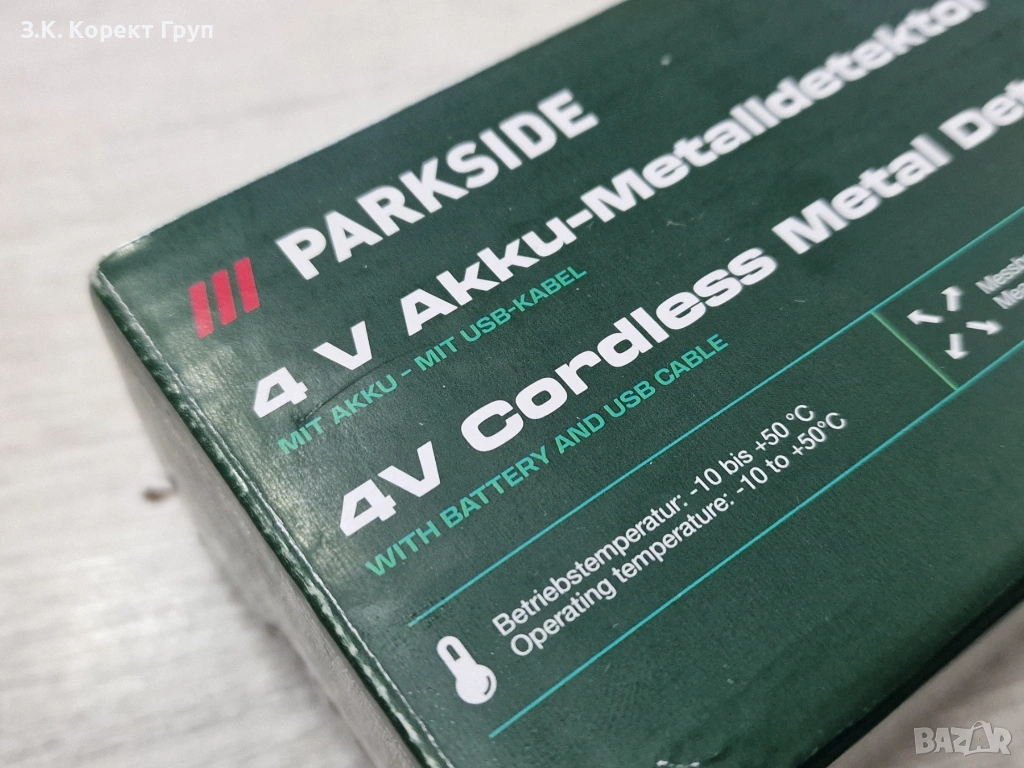 З.К. Корект Груп
PARKSIDE
4 V Akku-Metalldetektor
MIT AKKU – MIT USB-KABEL
4V Cordless Metal
WITH BATTERY AND USB CABLE
Betriebstemperatur: -10 bis +50 °C
Operating temperature: -10 to +50°C
BAZAR